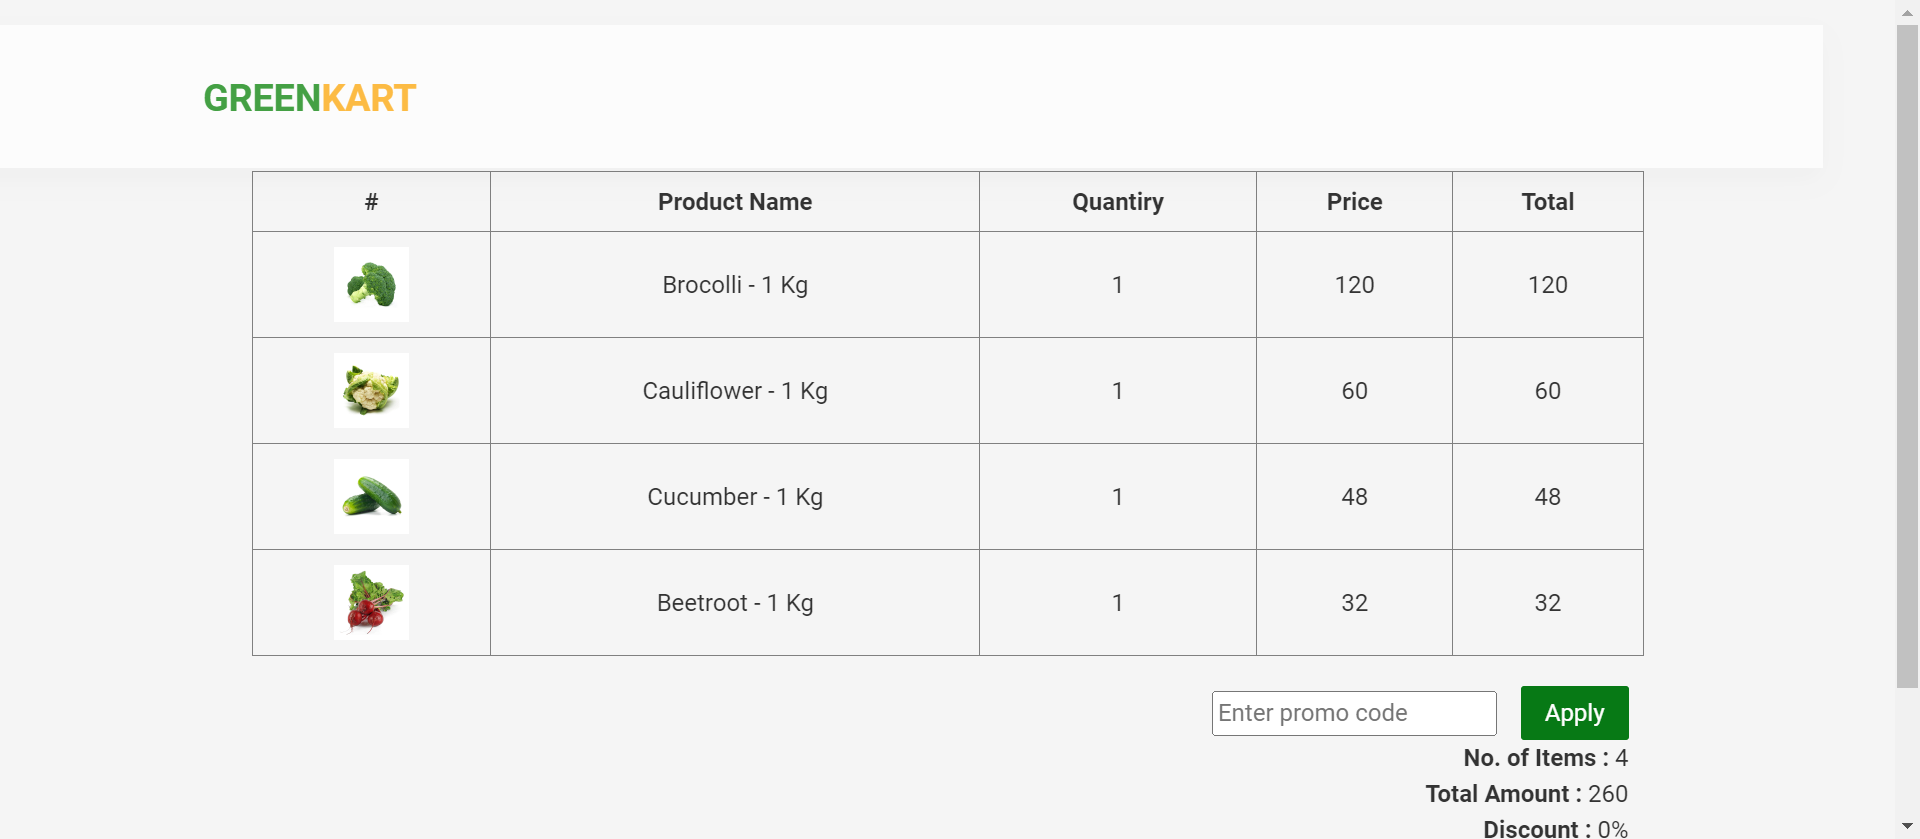 GREENKART
# Product Name Quantiry Price Total
Brocolli - 1 Kg 1 120 120
Cauliflower - 1 Kg 1 60 60
Cucumber - 1 Kg 1 48 48
Beetroot - 1 Kg 1 32 32
Enter promo code Apply
No. of Items : 4
Total Amount : 260
Discount : 0%